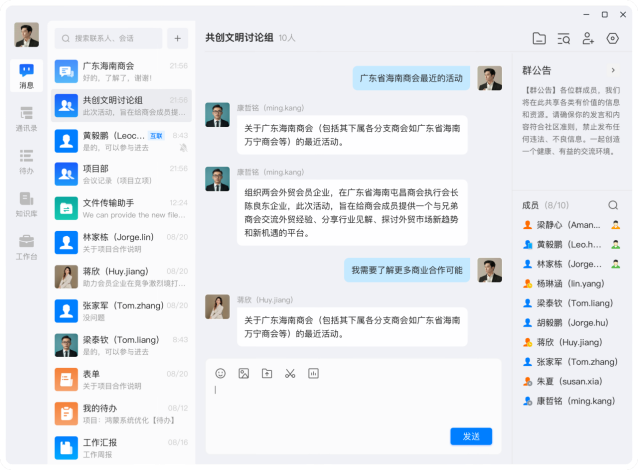 搜索联系人、会话
+
消息
通讯录
待办
知识库
工作台
广东海南商会 21:56
好的，了解了，谢谢！
共创文明讨论组 21:56
此次活动，旨在给商会成员提...
黄毅鹏（Leoc... 互联 8:43
是的，可以参与进去
项目部 21:56
会议记录（项目立项）
文件传输助手 12:24
We can provide the new file...
林家栋（Jorge.lin） 08/20
关于项目合作说明
蒋欣（Huy.jiang） 08/20
助力会员企业在竞争激烈境打...
张家军（Tom.zhang） 08/20
没问题
梁泰钦（Tom.liang） 8:43
是的，可以参与进去
表单 08/20
关于项目合作说明
我的待办 08/12
项目：鸿蒙系统优化【待办】
工作汇报 08/16
工作简报
共创文明讨论组 10人
广东省海南商会最近的活动
康哲铭（ming.kang）
关于广东海南商会（包括其下属各分支商会如广东省海南
万宁商会等）的最近活动。
康哲铭（ming.kang）
组织两会外贸会员企业，在广东省海南屯昌商会执行会长
陈良东企业，此次活动，旨在给商会成员提供一个与兄弟
商会交流外贸经验、分享行业见解、探讨外贸市场新趋势
和新机遇的平台。
我需要了解更多商业合作可能
蒋欣（Huy.jiang）
关于广东海南商会（包括其下属各分支商会如广东省海南
万宁商会等）的最近活动。
发送
群公告
【群公告】各位群成员，我们
将在此共享各类有价值的信息
和资源。请确保你的发言和内
容符合社区准则，禁止发布任
何违法、不良信息。一起创造
一个健康、有益的交流环境。
成员（8/10）
梁静心（Aman...
黄毅鹏（Leo.h...
林家栋（Jorge...
杨琳涵（lin.yang）
梁泰钦（Tom.liang）
胡毅鹏（Jorge.hu）
蒋欣（Huy.jiang）
张家军（Tom.zhang）
朱夏（susan.xia）
康哲铭（ming.kang）